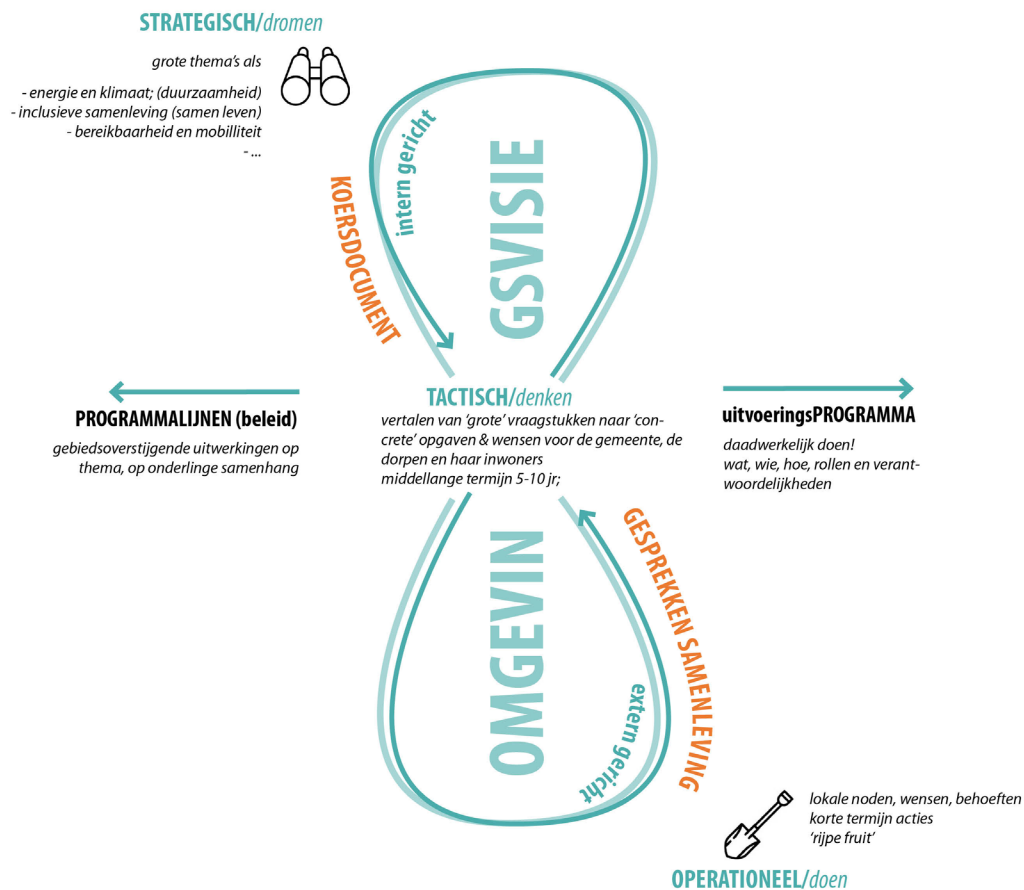 STRATEGISCH/dromen
grote thema's als
- energie en klimaat; (duurzaamheid)
- inclusieve samenleving (samen leven)
- bereikbaarheid en mobilliteit
- ...
intern gericht
KOERSDOCUMENT
GSVISIE
PROGRAMMALIJNEN (beleid)
gebiedsoverstijgende uitwerkingen op
thema, op onderlinge samenhang
TACTISCH/denken
vertalen van 'grote' vraagstukken naar 'con-
crete' opgaven & wensen voor de gemeente, de
dorpen en haar inwoners
middellange termijn 5-10 jr;
uitvoeringsPROGRAMMA
daadwerkelijk doen!
wat, wie, hoe, rollen en verant-
woordelijkheden
OMGEVIN
GESPREKKEN SAMENLEVING
extern gericht
lokale noden, wensen, behoeften
korte termijn acties
'rijpe fruit'
OPERATIONEEL/doen